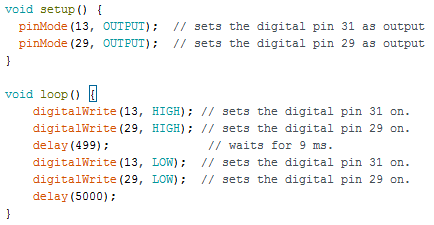 void setup() {
pinMode(13, OUTPUT);  // sets the digital pin 31 as output
pinMode(29, OUTPUT);  // sets the digital pin 29 as output
}
void loop() {
digitalWrite(13, HIGH); // sets the digital pin 31 on.
digitalWrite(29, HIGH); // sets the digital pin 29 on.
delay(499);              // waits for 9 ms.
digitalWrite(13, LOW);  // sets the digital pin 31 on.
digitalWrite(29, LOW);  // sets the digital pin 29 on.
delay(5000);
}